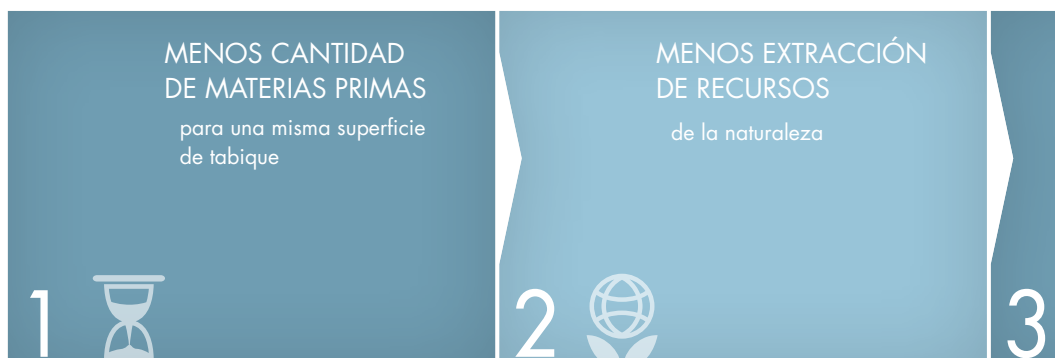 MENOS CANTIDAD
DE MATERIAS PRIMAS
para una misma superficie
de tabique
1
MENOS EXTRACCIÓN
DE RECURSOS
de la naturaleza
2
3